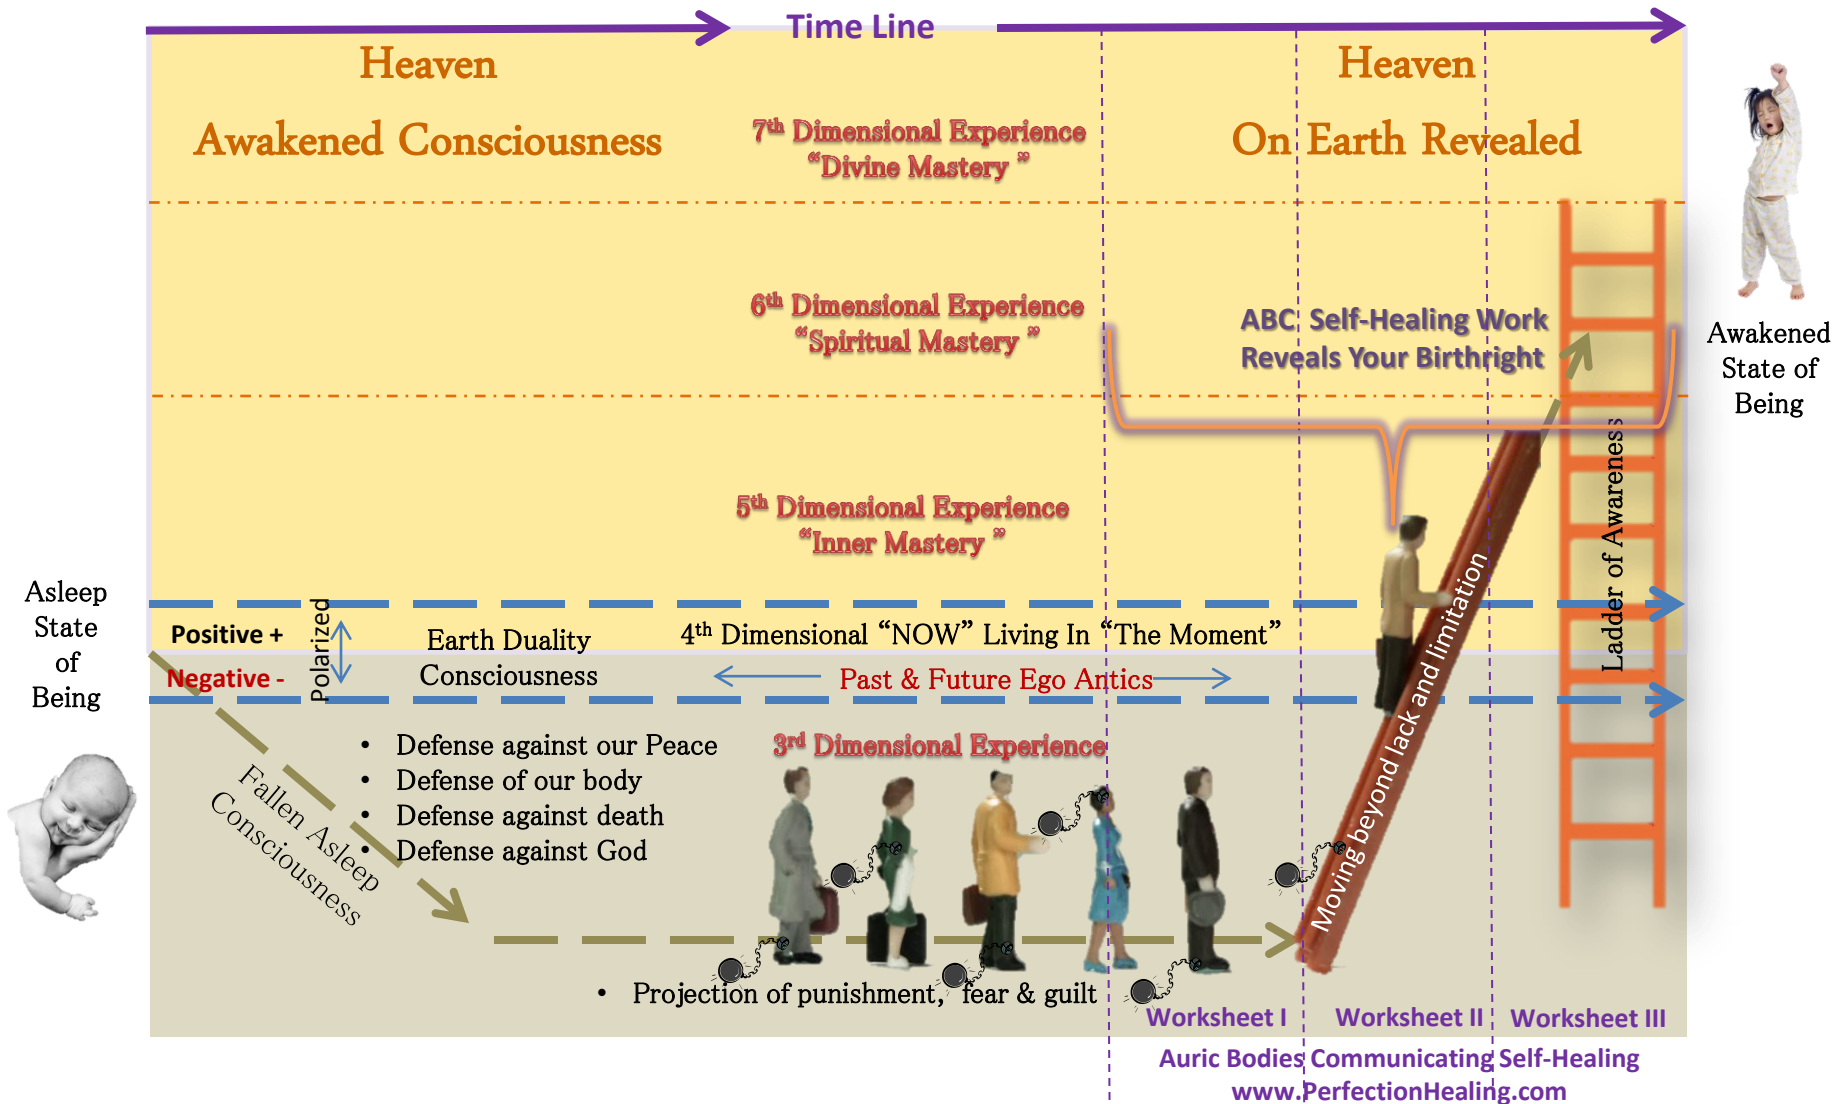 Time Line
Heaven
Awakened Consciousness
Heaven
On Earth Revealed
7th Dimensional Experience
“Divine Mastery ”
6th Dimensional Experience
“Spiritual Mastery ”
ABC Self-Healing Work
Reveals Your Birthright
Awakened
State of
Being
5th Dimensional Experience
“Inner Mastery ”
Ladder of Awareness
Asleep
State
of
Being
Positive +
Negative -
Polarized
Earth Duality
Consciousness
4th Dimensional “NOW” Living In “The Moment”
Past & Future Ego Antics
Moving beyond lack and limitation
Fallen Asleep
Consciousness
• Defense against our Peace
• Defense of our body
• Defense against death
• Defense against God
3rd Dimensional Experience
• Projection of punishment, fear & guilt
Worksheet I
Worksheet II
Worksheet III
Auric Bodies Communicating Self-Healing
www.PerfectionHealing.com